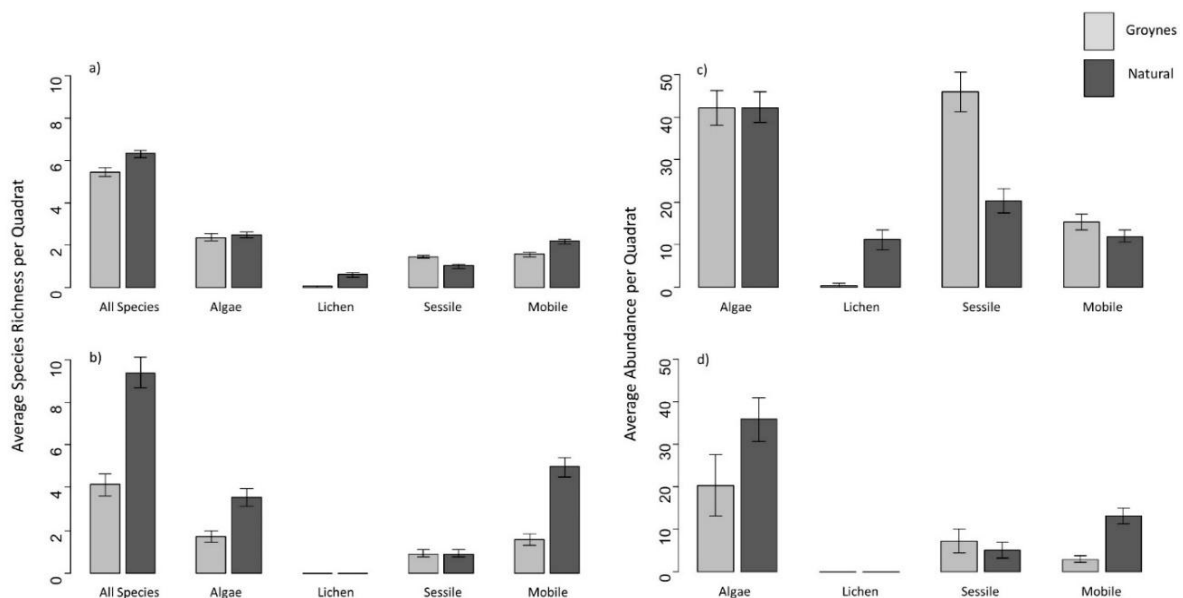 Groynes
Natural
a)
Average Species Richness per Quadrat
0 2 4 6 8 10
All Species Algae Lichen Sessile Mobile
b)
0 2 4 6 8 10
All Species Algae Lichen Sessile Mobile
c)
Average Abundance per Quadrat
0 10 20 30 40 50
Algae Lichen Sessile Mobile
d)
0 10 20 30 40 50
Algae Lichen Sessile Mobile